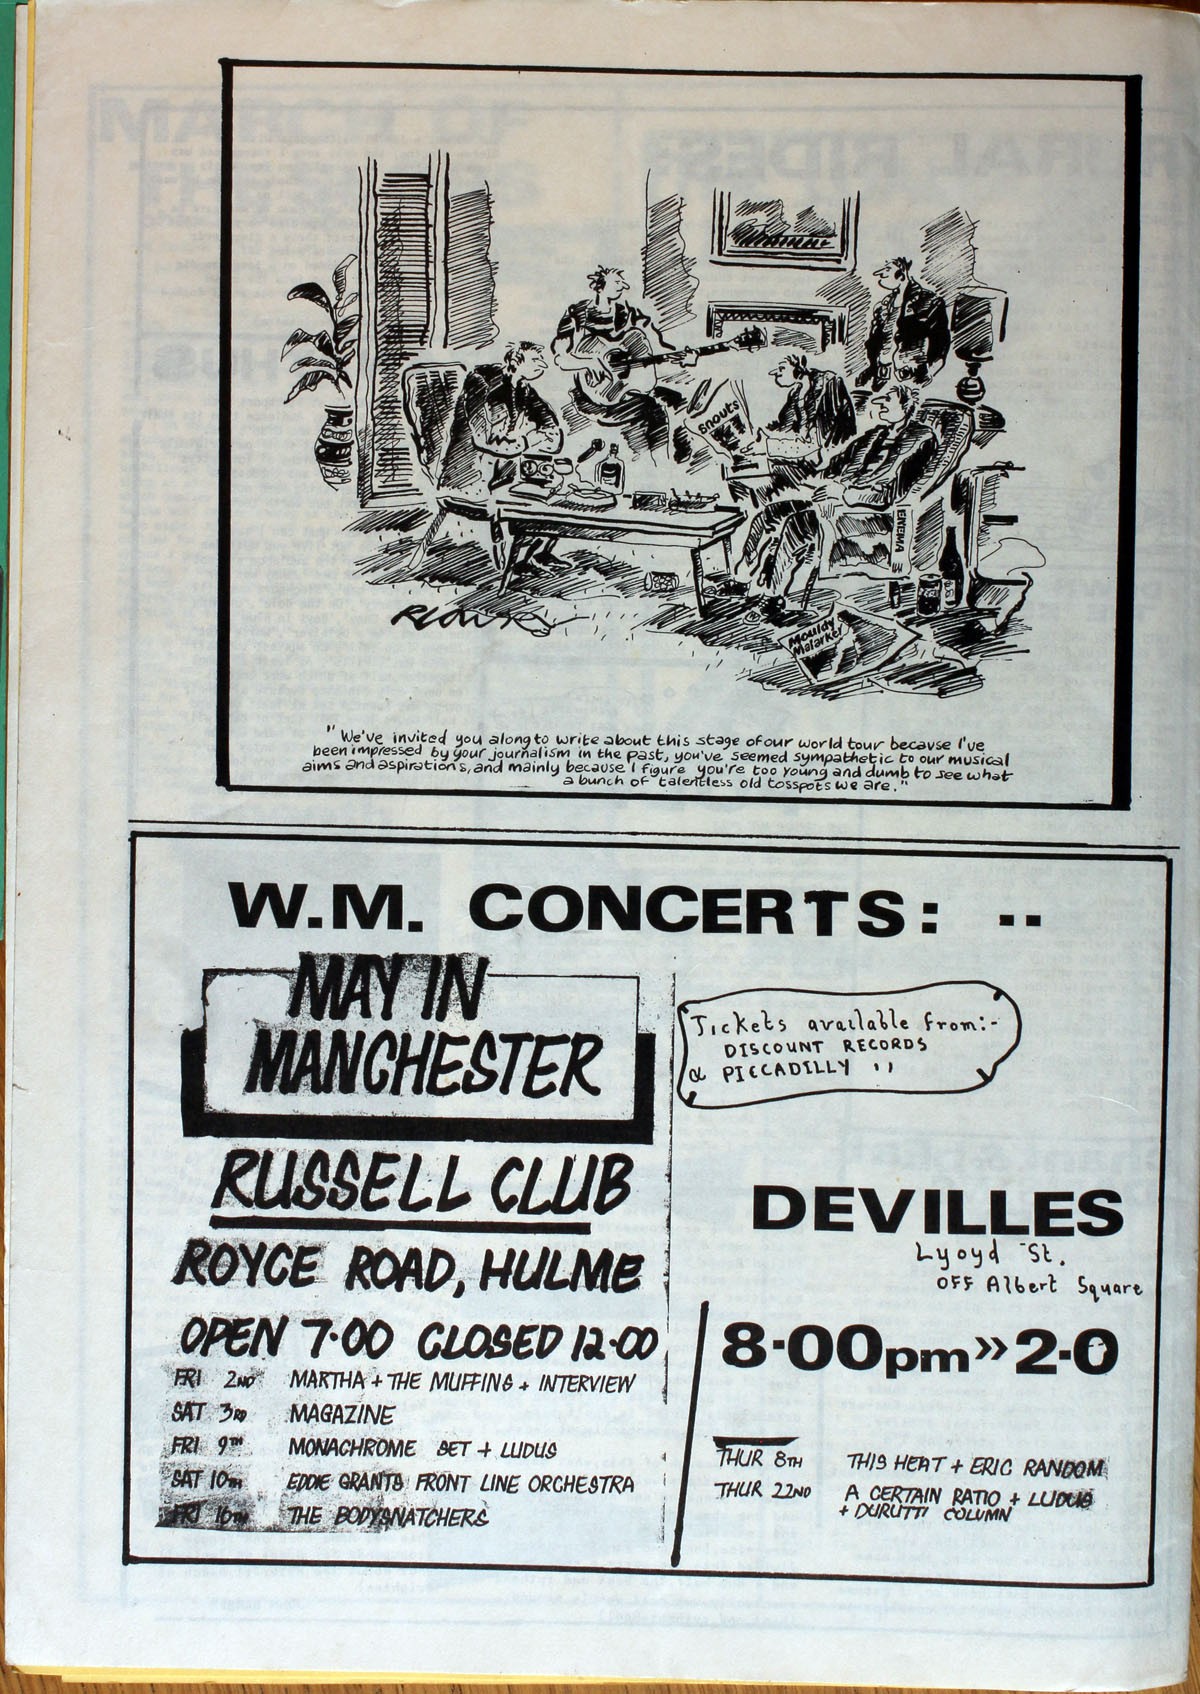 Snouts
ENEMA
Mouldy
Malarkey
" We've invited you along to write about this stage of our world tour because I've
been impressed by your journalism in the past, you've seemed sympathetic to our musical
aims and aspirations, and mainly because I figure you're too young and dumb to see what
a bunch of talentless old tosspots we are."
W.M. CONCERTS:
MAY IN
MANCHESTER
RUSSELL CLUB
ROYCE ROAD, HULME
OPEN 7·00 CLOSED 12·00
FRI 2ND MARTHA + THE MUFFINS + INTERVIEW
SAT 3RD MAGAZINE
FRI 9TH MONACHROME SET + LUDUS
SAT 10TH EDDIE GRANTS FRONT LINE ORCHESTRA
FRI 16TH THE BODYSNATCHERS
Tickets available from:-
DISCOUNT RECORDS
& PICCADILLY ''
DEVILLES
Lyoyd St.
OFF Albert Square
8·00pm»2-0
THUR 8TH THIS HEAT + ERIC RANDOM
THUR 22ND A CERTAIN RATIO + LUDUS
+ DURUTTI COLUMN